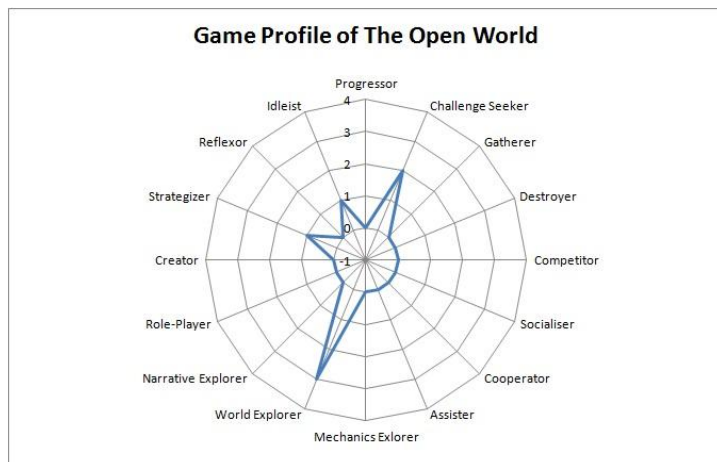 Game Profile of The Open World
Progressor
Challenge Seeker
Gatherer
Destroyer
Competitor
Socialiser
Cooperator
Assister
Mechanics Exlorer
World Explorer
Narrative Explorer
Role-Player
Creator
Strategizer
Reflexor
Idleist
4
3
2
1
0
-1